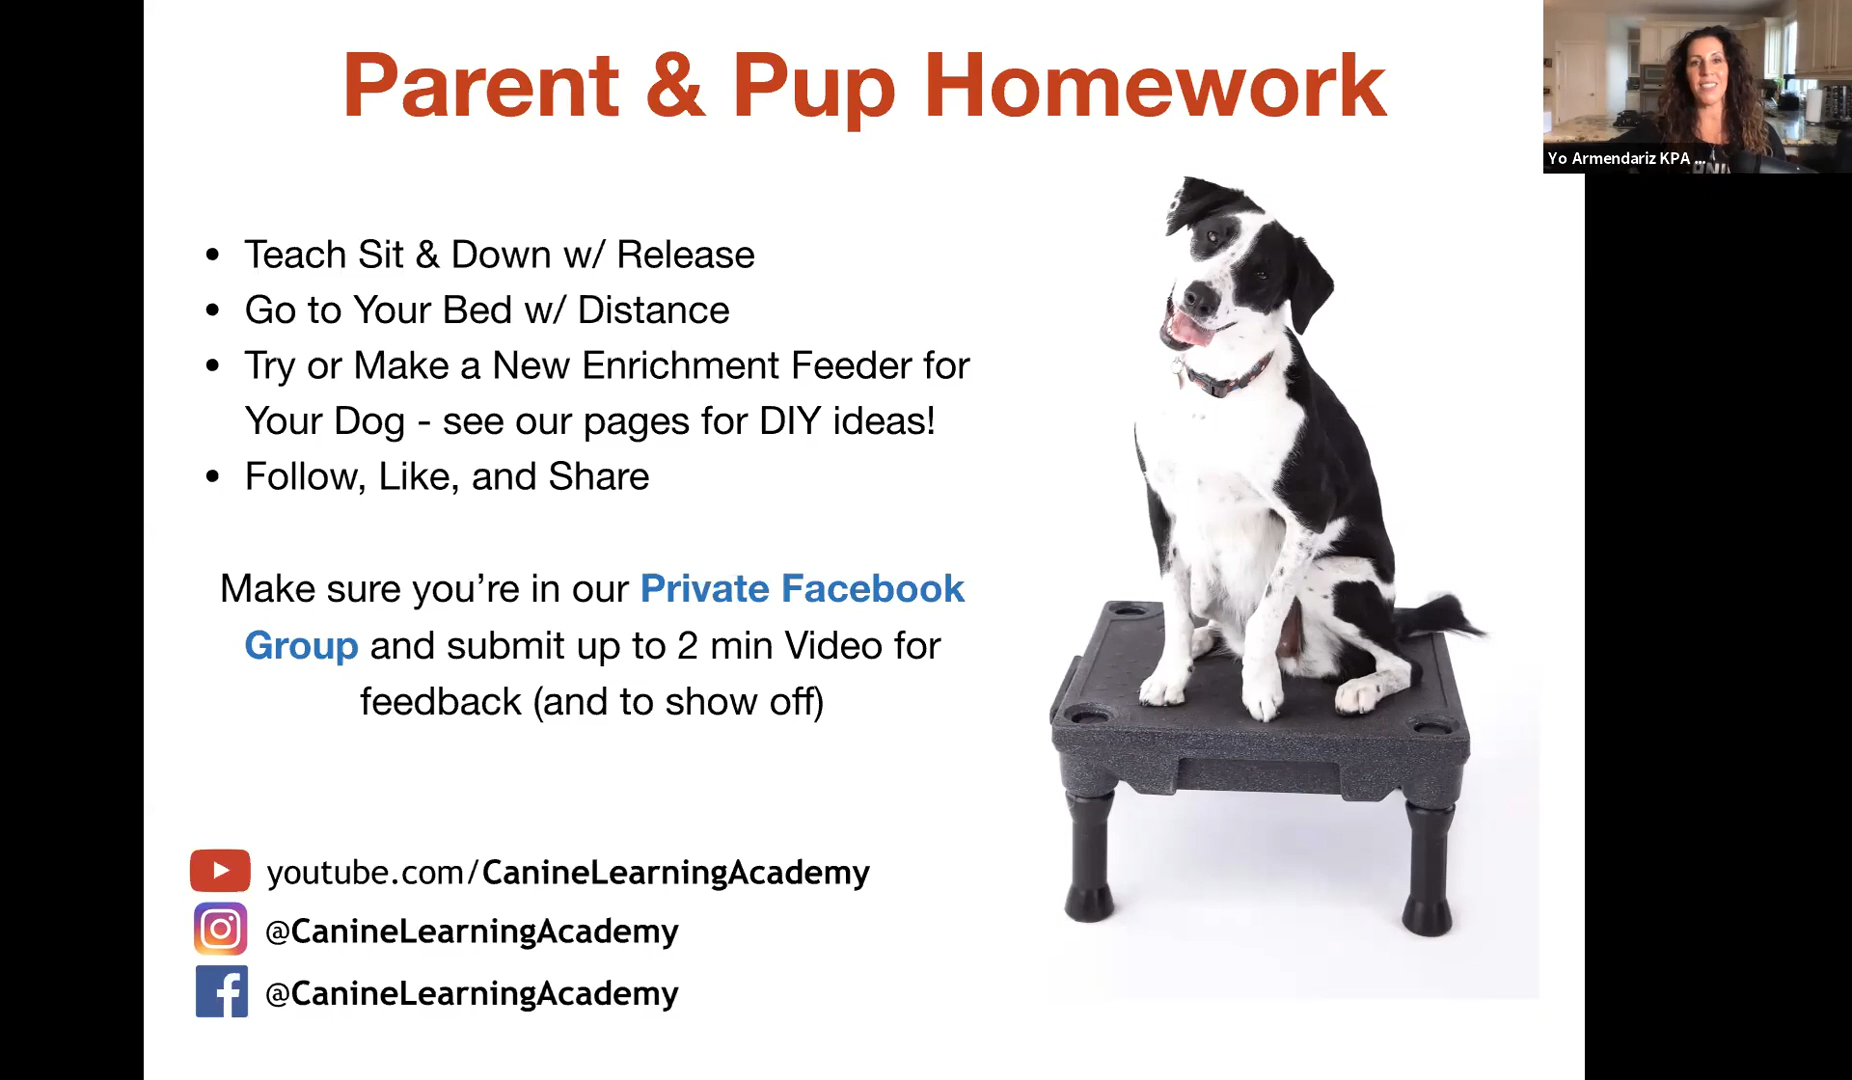 Parent & Pup Homework
Yo Armendariz KPA ...
• Teach Sit & Down w/ Release
• Go to Your Bed w/ Distance
• Try or Make a New Enrichment Feeder for
Your Dog - see our pages for DIY ideas!
• Follow, Like, and Share
Make sure you’re in our Private Facebook
Group and submit up to 2 min Video for
feedback (and to show off)
youtube.com/CanineLearningAcademy
@CanineLearningAcademy
@CanineLearningAcademy